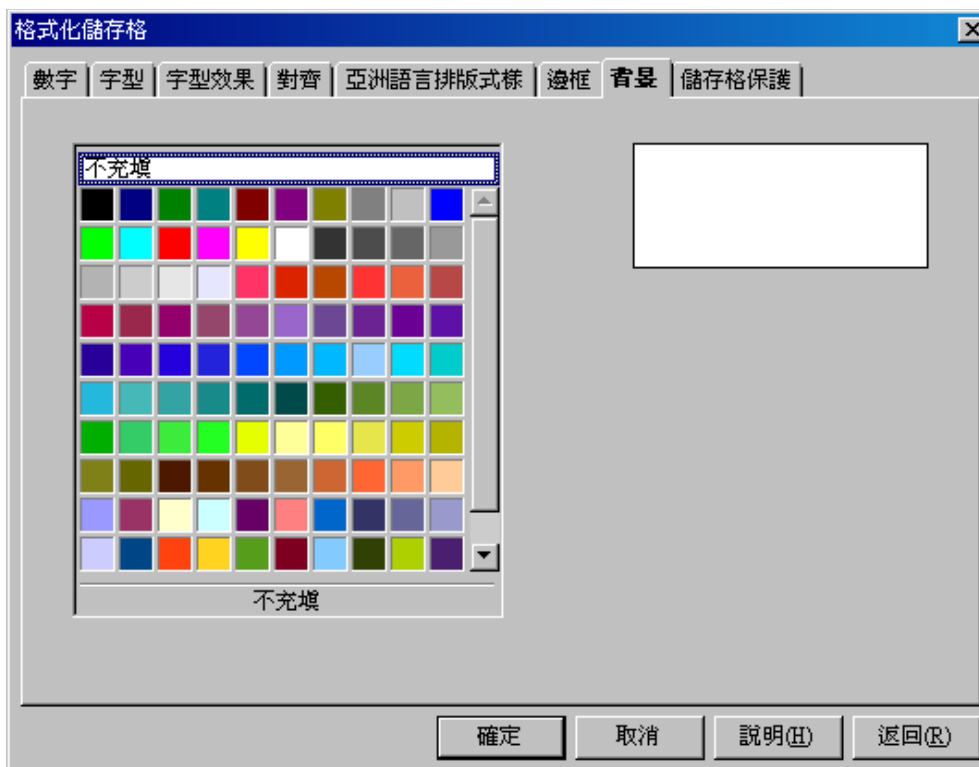 格式化儲存格
數字 字型 字型效果 對齊 亞洲語言排版式樣 邊框 背景 儲存格保護
不充填
不充填
確定 取消 說明(H) 返回(R)